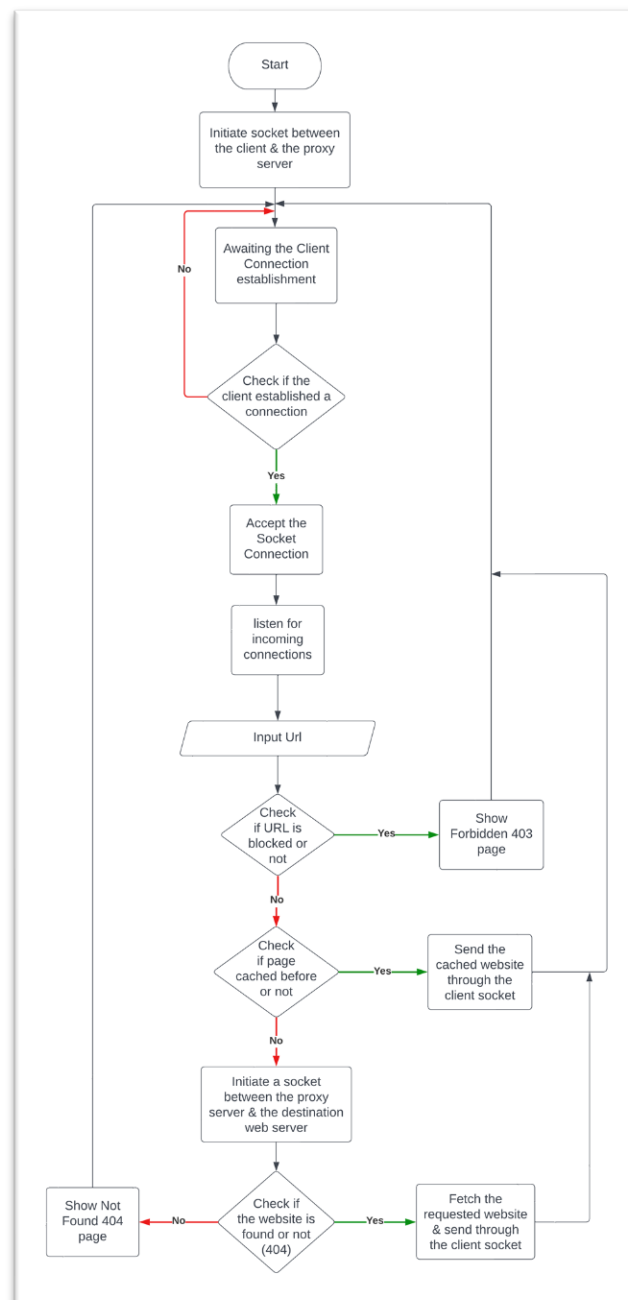 Start
Initiate socket between
the client & the proxy
server
Awaiting the Client
Connection
establishment
No
Check if the
client established a
connection
Yes
Accept the
Socket
Connection
listen for
incoming
connections
Input Url
Check
if URL is
blocked or
not
Yes
Show
Forbidden 403
page
No
Check
if page
cached before
or not
Yes
Send the
cached website
through the
client socket
No
Initiate a socket
between the proxy
server & the destination
web server
Show Not
Found 404
page
No
Check if
the website is
found or not
(404)
Yes
Fetch the
requested website
& send through
the client socket